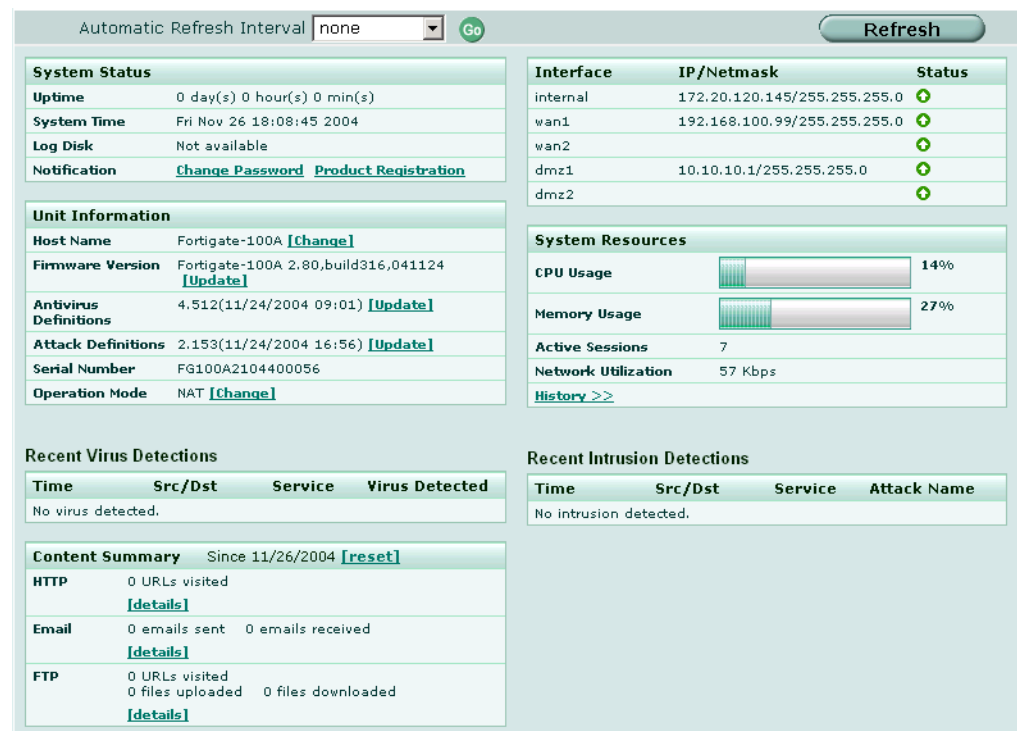 Automatic Refresh Interval none Go Refresh
System Status
Uptime 0 day(s) 0 hour(s) 0 min(s)
System Time Fri Nov 26 18:08:45 2004
Log Disk Not available
Notification Change Password Product Registration
Unit Information
Host Name Fortigate-100A [Change]
Firmware Version Fortigate-100A 2.80,build316,041124
[Update]
Antivirus Definitions 4.512(11/24/2004 09:01) [Update]
Attack Definitions 2.153(11/24/2004 16:56) [Update]
Serial Number FG100A2104400056
Operation Mode NAT [Change]
Interface IP/Netmask Status
internal 172.20.120.145/255.255.255.0
wan1 192.168.100.99/255.255.255.0
wan2
dmz1 10.10.10.1/255.255.255.0
dmz2
System Resources
CPU Usage 14%
Memory Usage 27%
Active Sessions 7
Network Utilization 57 Kbps
History >>
Recent Virus Detections
Time Src/Dst Service Virus Detected
No virus detected.
Recent Intrusion Detections
Time Src/Dst Service Attack Name
No intrusion detected.
Content Summary Since 11/26/2004 [reset]
HTTP 0 URLs visited
[details]
Email 0 emails sent 0 emails received
[details]
FTP 0 URLs visited
0 files uploaded 0 files downloaded
[details]